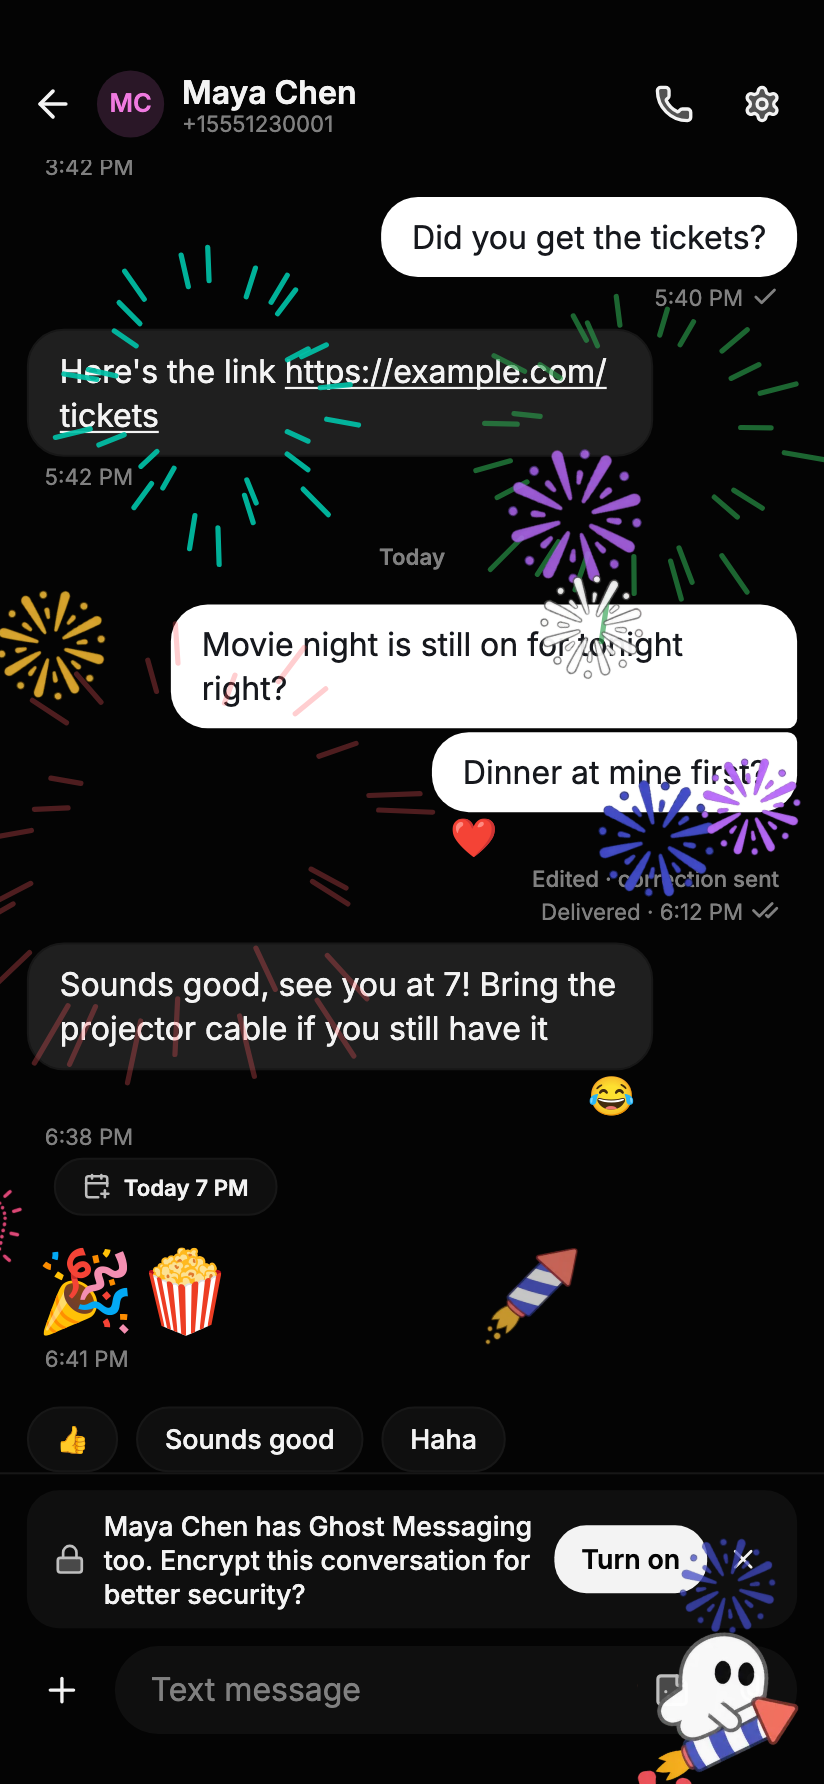 MC
Maya Chen
+15551230001
3:42 PM
Did you get the tickets?
5:40 PM
Here's the link https://example.com/
tickets
5:42 PM
Today
Movie night is still on for tonight
right?
Dinner at mine first?
Edited · correction sent
Delivered · 6:12 PM
Sounds good, see you at 7! Bring the
projector cable if you still have it
6:38 PM
Today 7 PM
6:41 PM
Sounds good
Haha
Maya Chen has Ghost Messaging
too. Encrypt this conversation for
better security?
Turn on
Text message